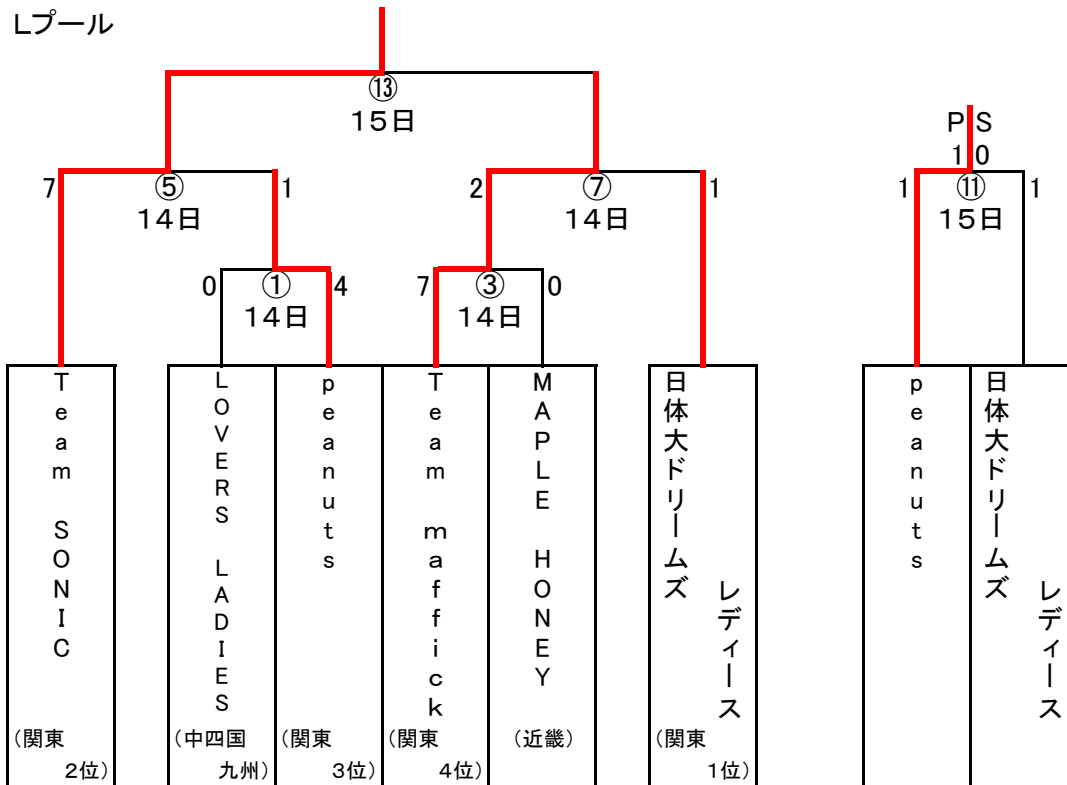 Lプール
⑬
15日
PS
10
7
⑤
1
14日
2
⑦
1
14日
1
⑪
1
15日
0
①
4
14日
7
③
0
14日
Team SONIC
(関東
2位)
LOVERS LADIES
(中四国
九州)
peanuts
(関東
3位)
Team maffick
(関東
4位)
MAPLE HONEY
(近畿)
日体大ドリームズ
レディース
(関東
1位)
peanuts
日体大ドリームズ
レディース